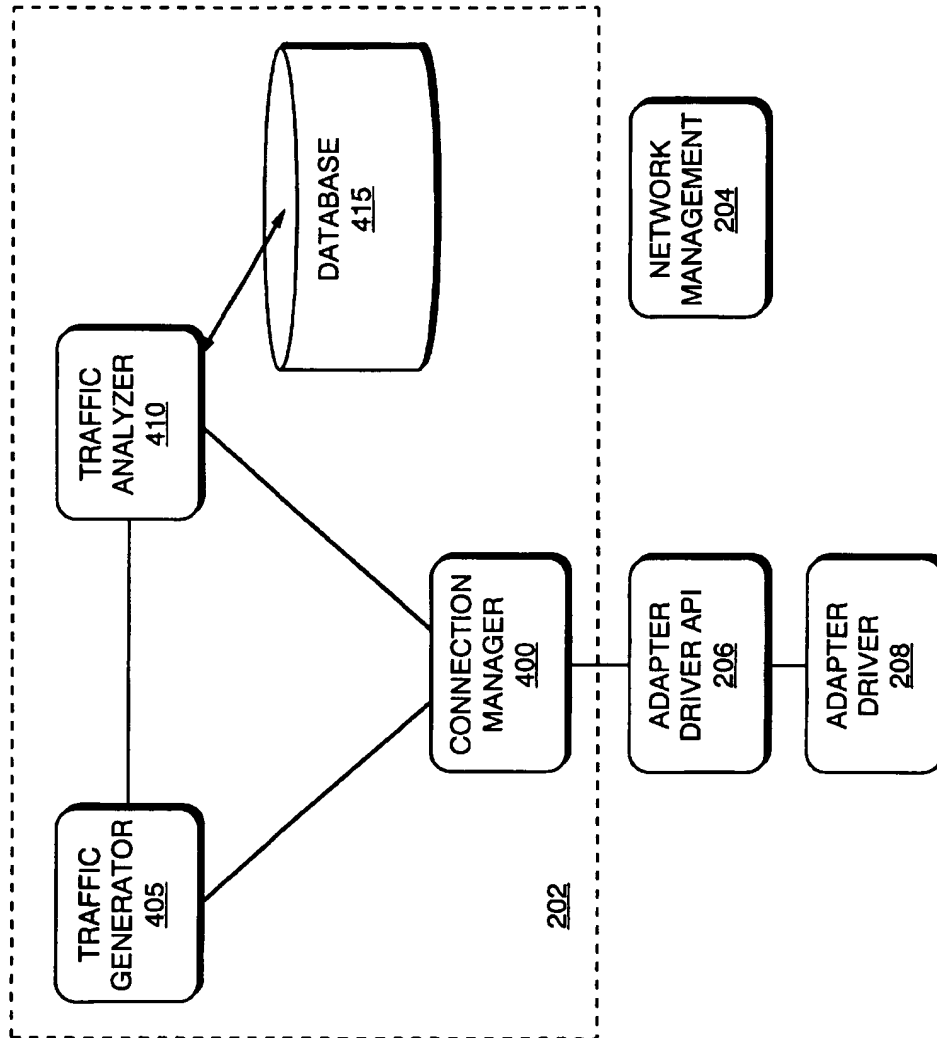 TRAFFIC
GENERATOR
405
TRAFFIC
ANALYZER
410
DATABASE
415
CONNECTION
MANAGER
400
202
ADAPTER
DRIVER API
206
NETWORK
MANAGEMENT
204
ADAPTER
DRIVER
208